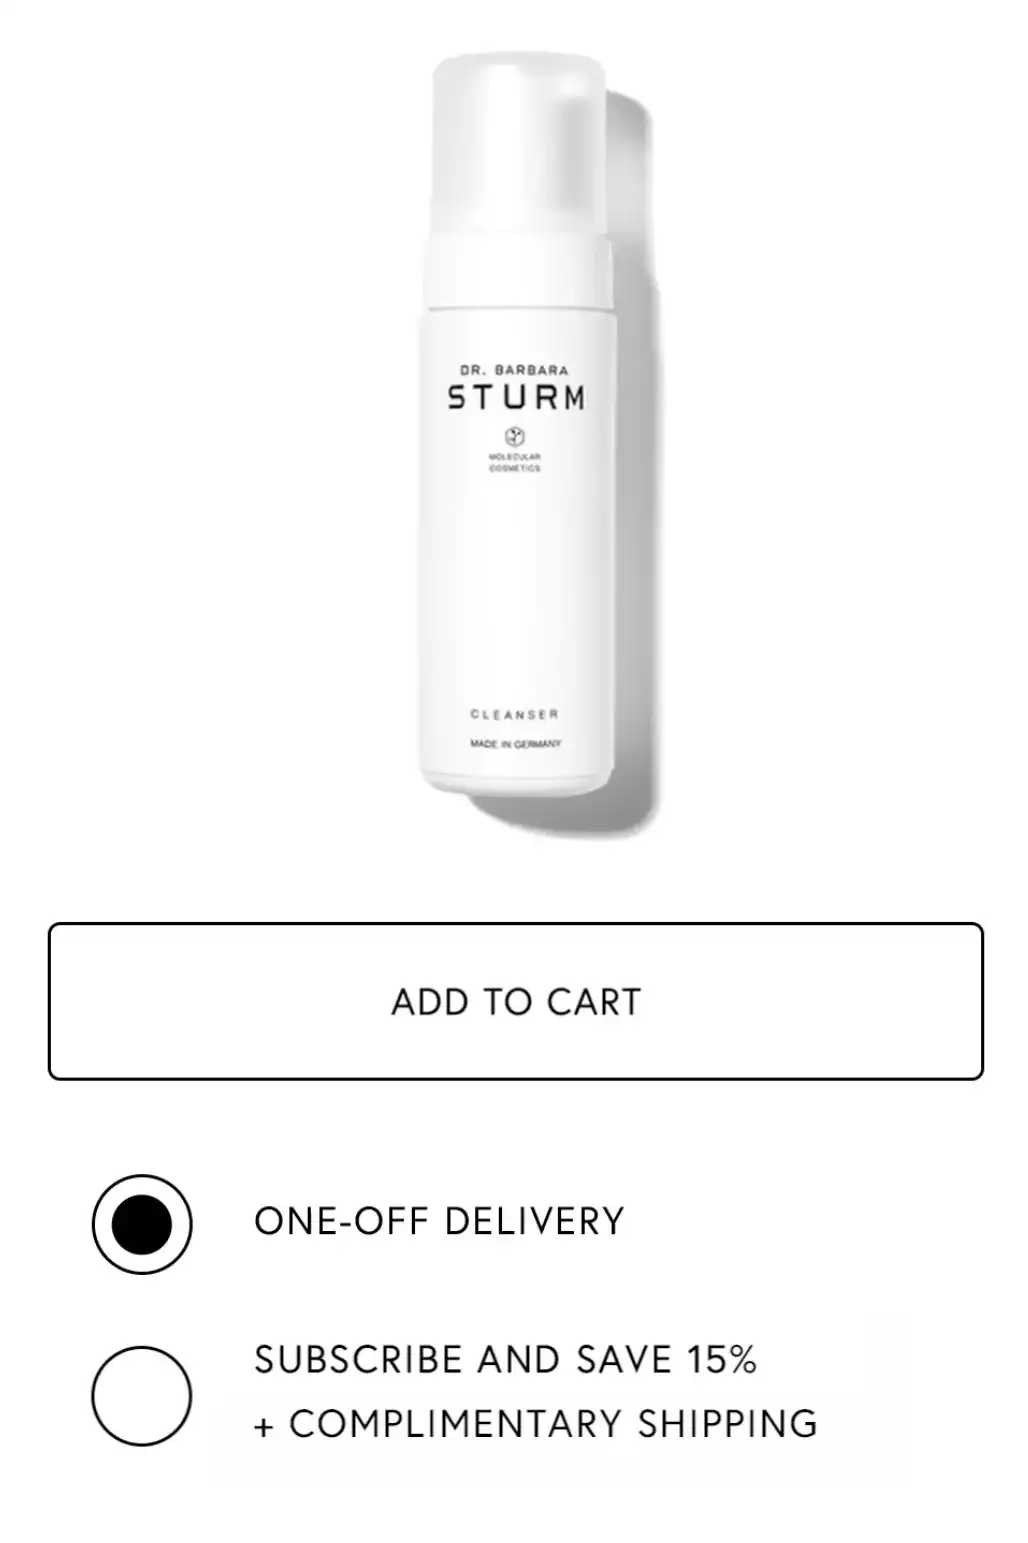 DR. BARBARA
STURM
MOLECULAR
COSMETICS
CLEANSER
MADE IN GERMANY
ADD TO CART
ONE-OFF DELIVERY
SUBSCRIBE AND SAVE 15%
+ COMPLIMENTARY SHIPPING